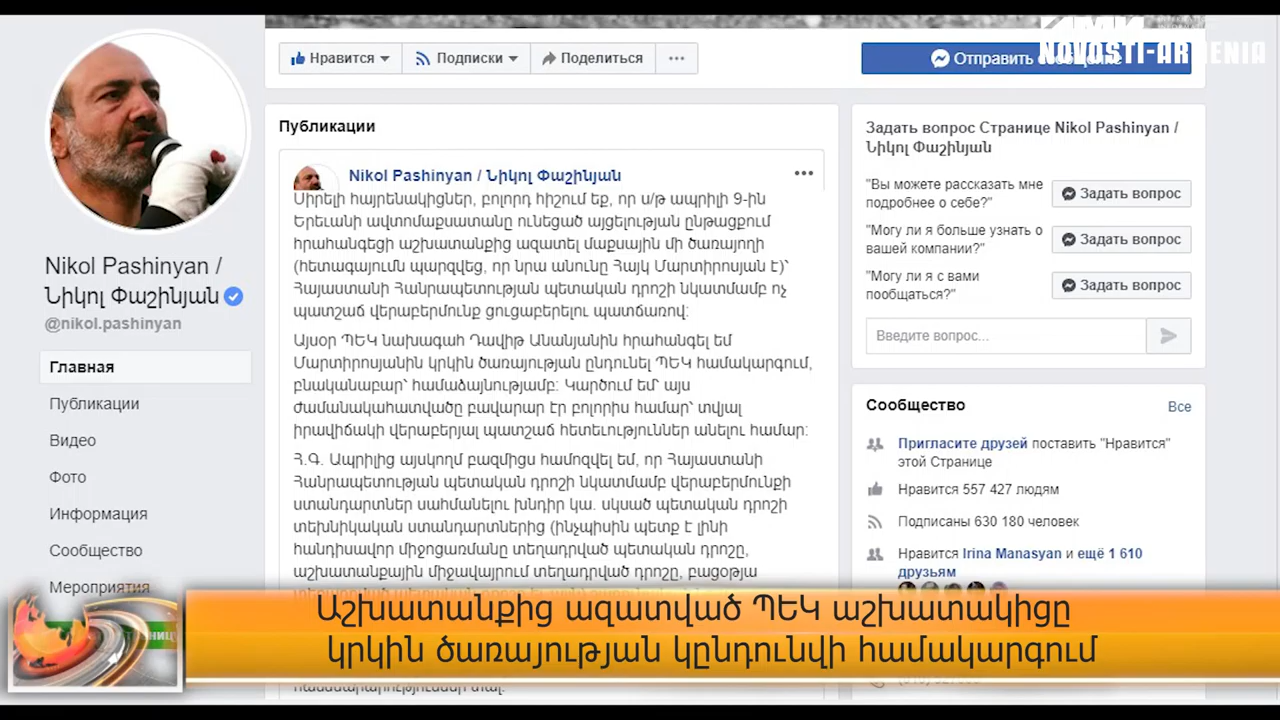 NOVOSTI-ARMENIA
Нравится
Подписки
Поделиться
Отправить
Nikol Pashinyan /
Նիկոլ Փաշինյան
@nikol.pashinyan
Главная
Публикации
Видео
Фото
Информация
Сообщество
Мероприятия
Публикации
Nikol Pashinyan / Նիկոլ Փաշինյան
Սիրելի հայրենակիցներ, բոլորդ հիշում եք, որ ս/թ ապրիլի 9-ին
Երեւանի ավտոմաքսատանը ունեցած այցելության ընթացքում
հրահանգեցի աշխատանքից ազատել մաքսային մի ծառայողի
(հետագայումն պարզվեց, որ նրա անունը Հայկ Մարտիրոսյան է)՝
Հայաստանի Հանրապետության պետական դրոշի նկատմամբ ոչ
պատշաճ վերաբերմունք ցուցաբերելու պատճառով:
Այսօր ՊԵԿ նախագահ Դավիթ Անանյանին հրահանգել եմ
Մարտիրոսյանին կրկին ծառայության ընդունել ՊԵԿ համակարգում,
բնականաբար՝ համաձայնությամբ: Կարծում եմ՝ այս
ժամանակահատվածը բավարար էր բոլորիս համար՝ տվյալ
իրավիճակի վերաբերյալ պատշաճ հետեւություններ անելու համար:
Հ.Գ. Ապրիլից այսկողմ բազմիցս համոզվել եմ, որ Հայաստանի
Հանրապետության պետական դրոշի նկատմամբ վերաբերմունքի
ստանդարտներ սահմանելու խնդիր կա. սկսած պետական դրոշի
տեխնիկական ստանդարտներից (ինչպիսին պետք է լինի
հանդիսավոր միջոցառմանը տեղադրված պետական դրոշը,
աշխատանքային միջավայրում տեղադրված դրոշը, բացօթյա
Задать вопрос Странице Nikol Pashinyan /
Նիկոլ Փաշինյան
"Вы можете рассказать мне
подробнее о себе?"
Задать вопрос
"Могу ли я больше узнать о
вашей компании?"
Задать вопрос
"Могу ли я с вами
пообщаться?"
Задать вопрос
Введите вопрос...
Сообщество
Все
Пригласите друзей поставить "Нравится"
этой Странице
Нравится 557 427 людям
Подписаны 630 180 человек
Нравится Irina Manasyan и ещё 1 610
друзьям
Աշխատանքից ազատված ՊԵԿ աշխատակիցը
կրկին ծառայության կընդունվի համակարգում